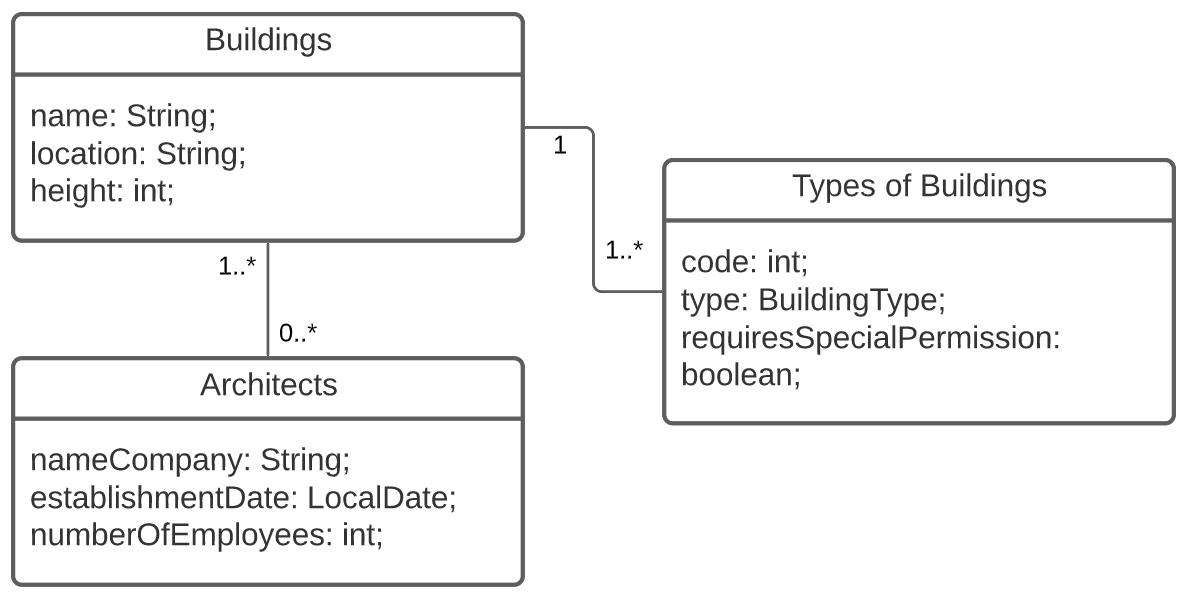 Buildings
name: String;
location: String;
height: int;
1
1..*
Types of Buildings
code: int;
type: BuildingType;
requiresSpecialPermission:
boolean;
1..*
0..*
Architects
nameCompany: String;
establishmentDate: LocalDate;
numberOfEmployees: int;